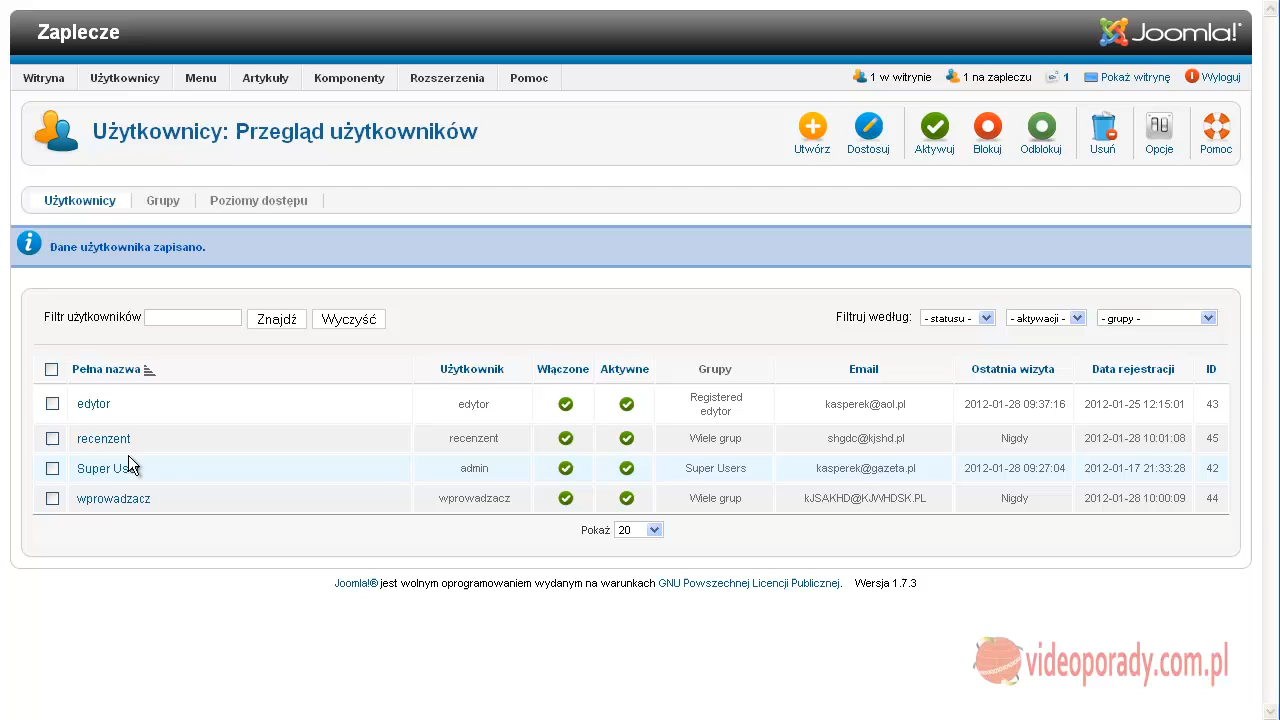 Zaplecze
Joomla!
Witryna Użytkownicy Menu Artykuły Komponenty Rozszerzenia Pomoc 1 w witrynie 1 na zapleczu 1 Pokaż witrynę Wyloguj
Użytkownicy: Przegląd użytkowników
Utwórz Dostosuj Aktywuj Blokuj Odblokuj Usuń Opcje Pomoc
Użytkownicy Grupy Poziomy dostępu
Dane użytkownika zapisano.
Filtr użytkowników Znajdź Wyczyść Filtruj według: - statusu - - aktywacji - - grupy -
Pełna nazwa Użytkownik Włączone Aktywne Grupy Email Ostatnia wizyta Data rejestracji ID
edytor edytor Registered edytor kasperek@aol.pl 2012-01-28 09:37:16 2012-01-25 12:15:01 43
recenzent recenzent Wiele grup shgdc@kjshd.pl Nigdy 2012-01-28 10:01:08 45
Super Users admin Super Users kasperek@gazeta.pl 2012-01-28 09:27:04 2012-01-17 21:33:28 42
wprowadzacz wprowadzacz Wiele grup kJSAKHD@KJWHDSK.PL Nigdy 2012-01-28 10:00:09 44
Pokaż 20
Joomla!® jest wolnym oprogramowaniem wydanym na warunkach GNU Powszechnej Licencji Publicznej. Wersja 1.7.3
videoporady.com.pl